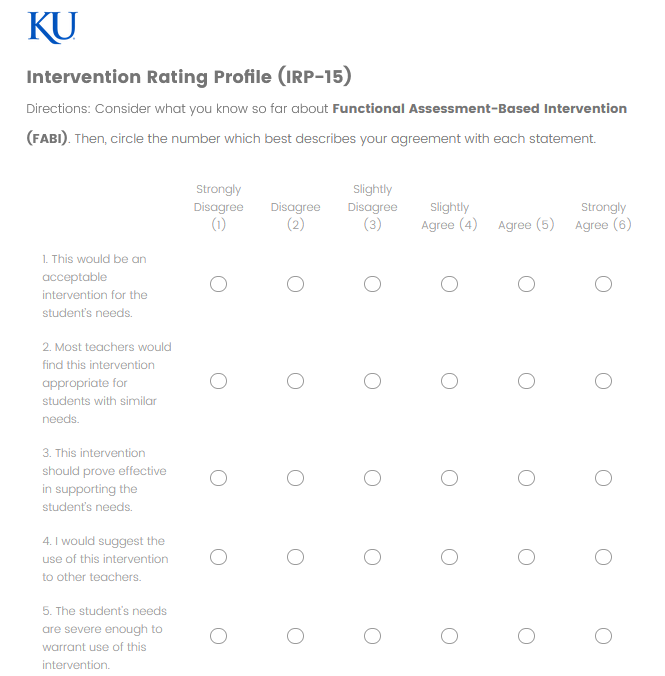 KU
Intervention Rating Profile (IRP-15)
Directions: Consider what you know so far about Functional Assessment-Based Intervention
(FABI). Then, circle the number which best describes your agreement with each statement.
Strongly
Disagree
(1)
Disagree
(2)
Slightly
Disagree
(3)
Slightly
Agree (4)
Agree (5)
Strongly
Agree (6)
1. This would be an
acceptable
intervention for the
student's needs.
2. Most teachers would
find this intervention
appropriate for
students with similar
needs.
3. This intervention
should prove effective
in supporting the
student's needs.
4. I would suggest the
use of this intervention
to other teachers.
5. The student's needs
are severe enough to
warrant use of this
intervention.